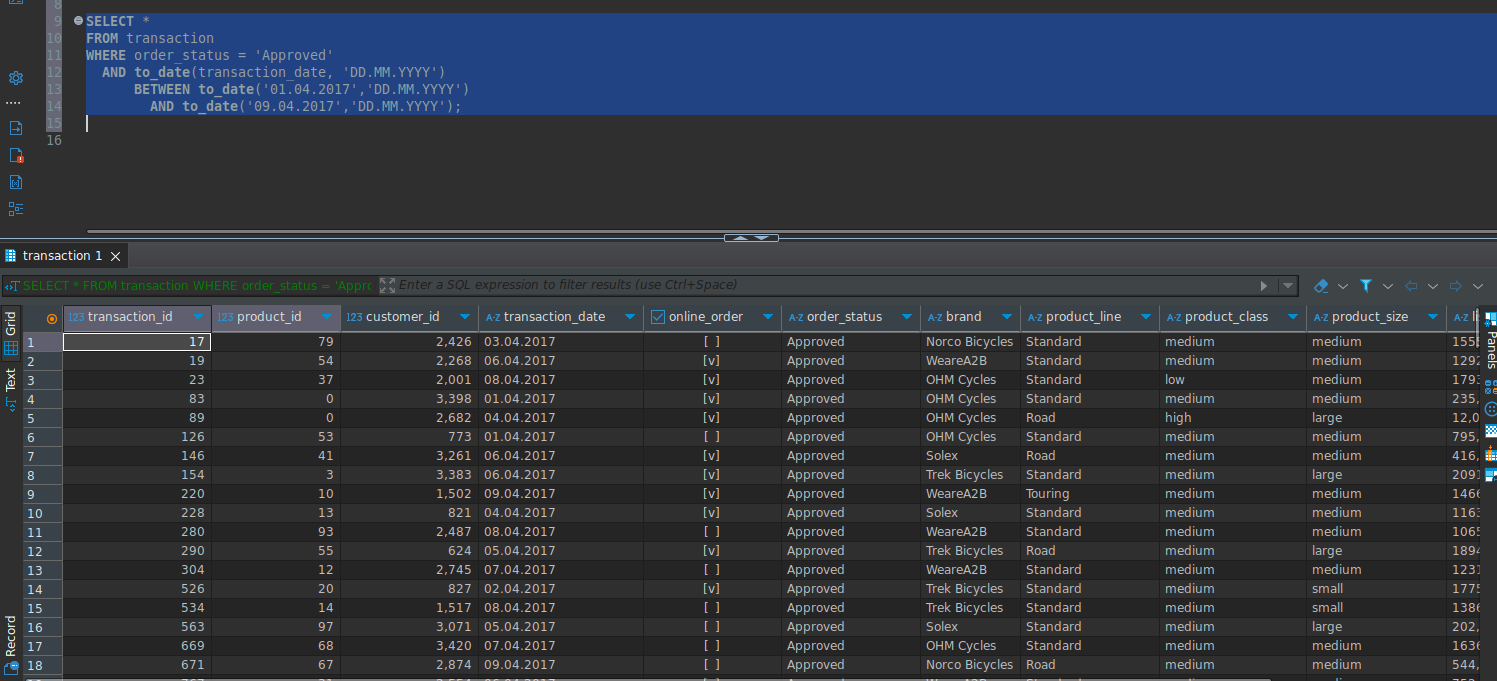 8
9 SELECT *
10 FROM transaction
11 WHERE order_status = 'Approved'
12 AND to_date(transaction_date, 'DD.MM.YYYY')
13 BETWEEN to_date('01.04.2017','DD.MM.YYYY')
14 AND to_date('09.04.2017','DD.MM.YYYY');
15
16
transaction 1
SELECT * FROM transaction WHERE order_status = 'Appro Enter a SQL expression to filter results (use Ctrl+Space)
Grid
Text
Record
Panels
123 transaction_id 123 product_id 123 customer_id A-Z transaction_date online_order A-Z order_status A-Z brand A-Z product_line A-Z product_class A-Z product_size A-Z
1 17 79 2,426 03.04.2017 [ ] Approved Norco Bicycles Standard medium medium 155
2 19 54 2,268 06.04.2017 [v] Approved WeareA2B Standard medium medium 1292
3 23 37 2,001 08.04.2017 [v] Approved OHM Cycles Standard low medium 1793
4 83 0 3,398 01.04.2017 [v] Approved OHM Cycles Standard medium medium 235,
5 89 0 2,682 04.04.2017 [v] Approved OHM Cycles Road high large 12,0
6 126 53 773 01.04.2017 [ ] Approved OHM Cycles Standard medium medium 795,
7 146 41 3,261 06.04.2017 [v] Approved Solex Road medium medium 416,
8 154 3 3,383 06.04.2017 [v] Approved Trek Bicycles Standard medium large 2091
9 220 10 1,502 09.04.2017 [v] Approved WeareA2B Touring medium medium 1466
10 228 13 821 04.04.2017 [v] Approved Solex Standard medium medium 1163
11 280 93 2,487 08.04.2017 [ ] Approved WeareA2B Standard medium medium 1065
12 290 55 624 05.04.2017 [v] Approved Trek Bicycles Road medium large 1894
13 304 12 2,745 07.04.2017 [ ] Approved WeareA2B Standard medium medium 1231
14 526 20 827 02.04.2017 [v] Approved Trek Bicycles Standard medium small 1775
15 534 14 1,517 08.04.2017 [ ] Approved Trek Bicycles Standard medium small 1386
16 563 97 3,071 05.04.2017 [ ] Approved Solex Standard medium large 202,
17 669 68 3,420 07.04.2017 [ ] Approved OHM Cycles Standard medium medium 1636
18 671 67 2,874 09.04.2017 [ ] Approved Norco Bicycles Road medium medium 544,